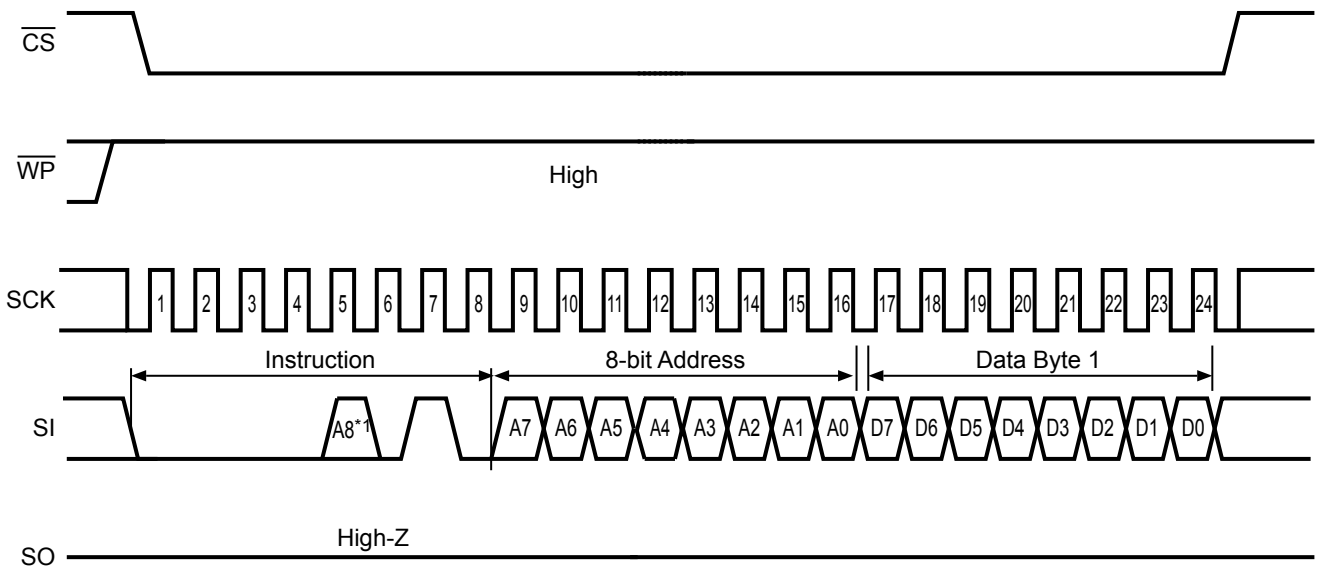 CS
WP
High
SCK
1 2 3 4 5 6 7 8 9 10 11 12 13 14 15 16 17 18 19 20 21 22 23 24
Instruction 8-bit Address Data Byte 1
SI A8*1 A7 A6 A5 A4 A3 A2 A1 A0 D7 D6 D5 D4 D3 D2 D1 D0
High-Z
SO